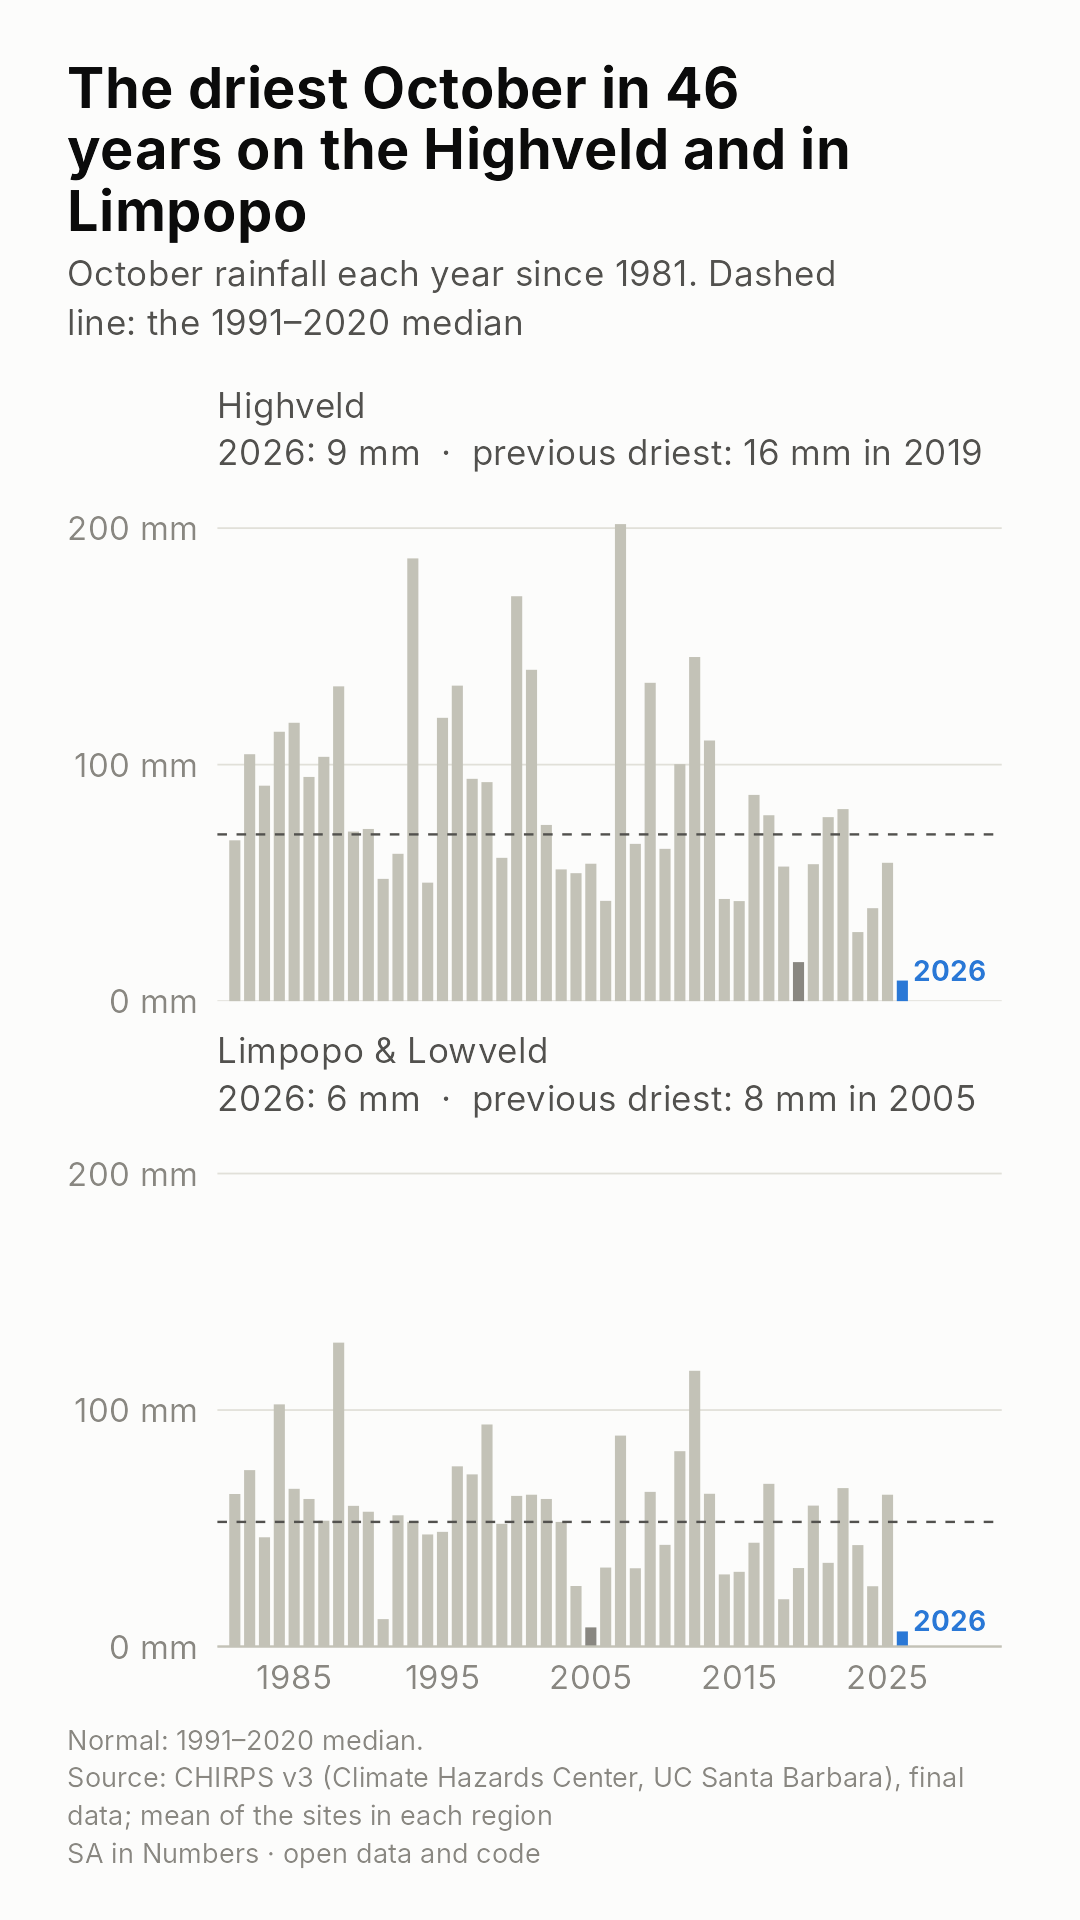 The driest October in 46
years on the Highveld and in
Limpopo
October rainfall each year since 1981. Dashed
line: the 1991–2020 median
Highveld
2026: 9 mm · previous driest: 16 mm in 2019
200 mm
100 mm
0 mm
2026
Limpopo & Lowveld
2026: 6 mm · previous driest: 8 mm in 2005
200 mm
100 mm
0 mm
2026
1985 1995 2005 2015 2025
Normal: 1991–2020 median.
Source: CHIRPS v3 (Climate Hazards Center, UC Santa Barbara), final
data; mean of the sites in each region
SA in Numbers · open data and code